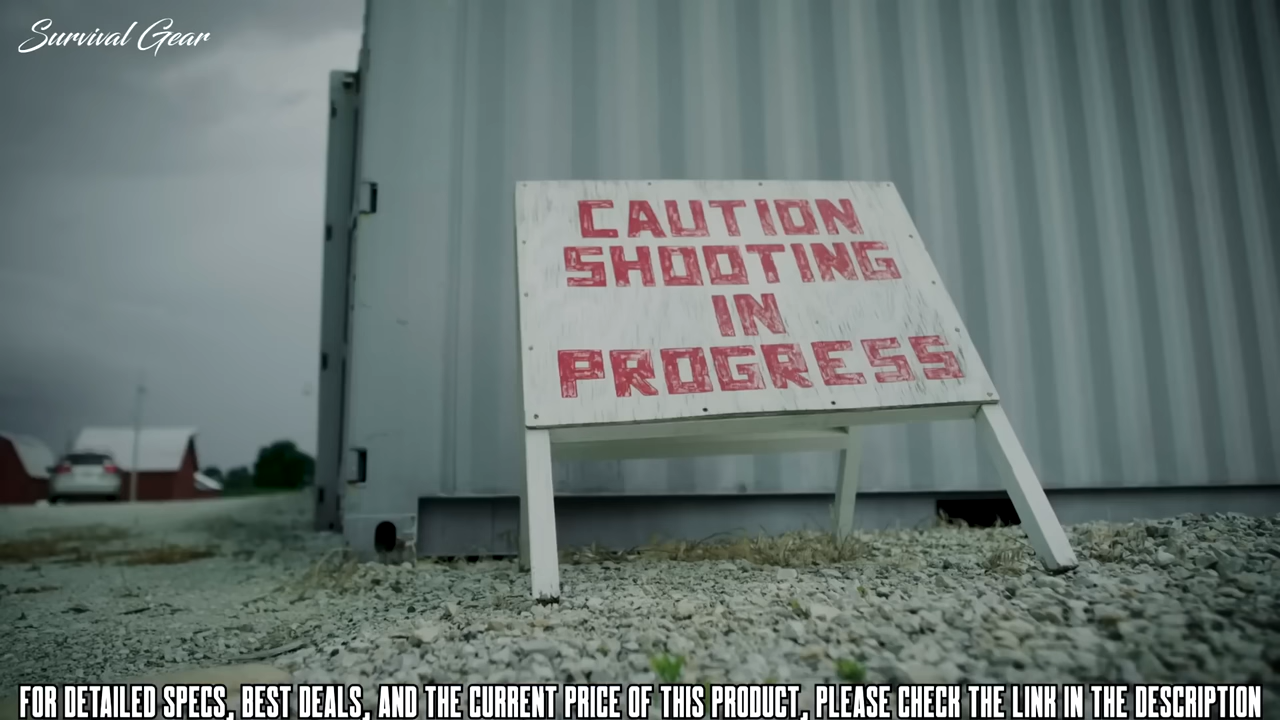 Survival Gear
CAUTION
SHOOTING
IN
PROGRESS
FOR DETAILED SPECS, BEST DEALS, AND THE CURRENT PRICE OF THIS PRODUCT, PLEASE CHECK THE LINK IN THE DESCRIPTION